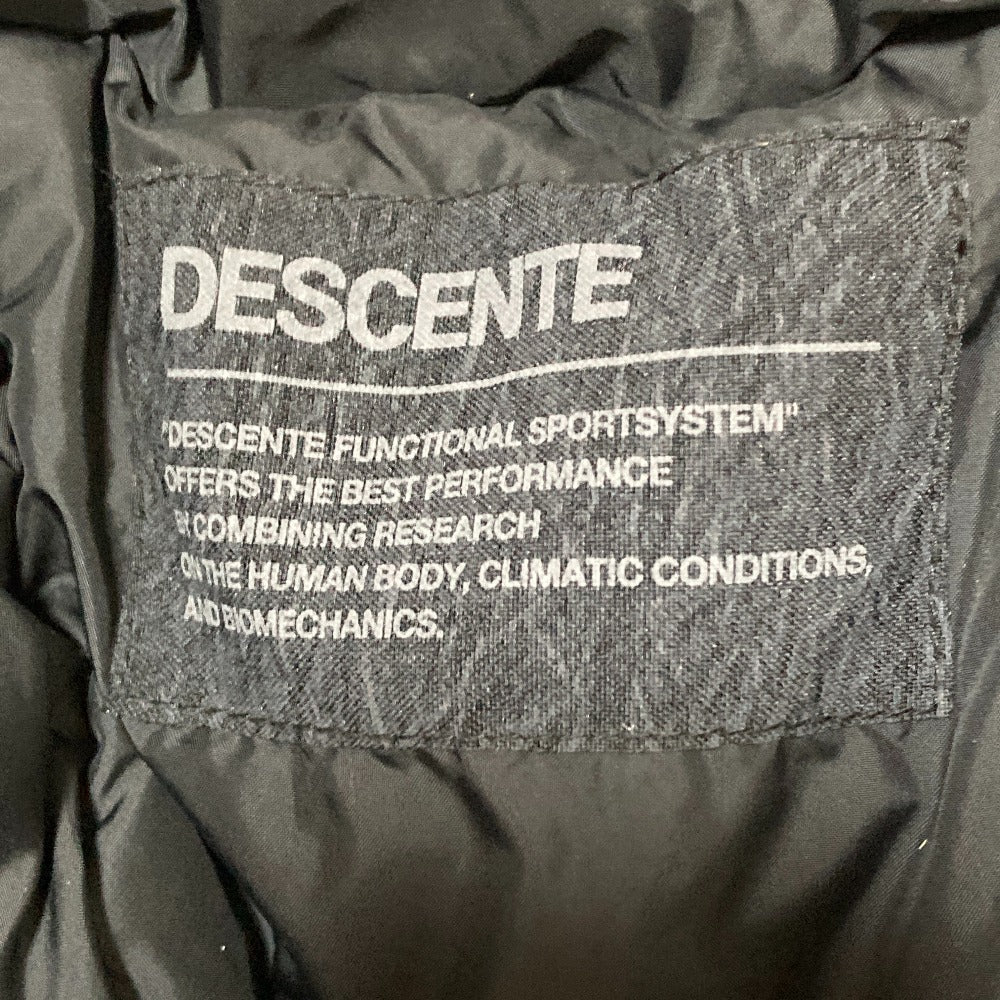 DESCENTE
"DESCENTE FUNCTIONAL SPORTSYSTEM"
OFFERS THE BEST PERFORMANCE
BY COMBINING RESEARCH
ON THE HUMAN BODY, CLIMATIC CONDITIONS,
AND BIOMECHANICS.